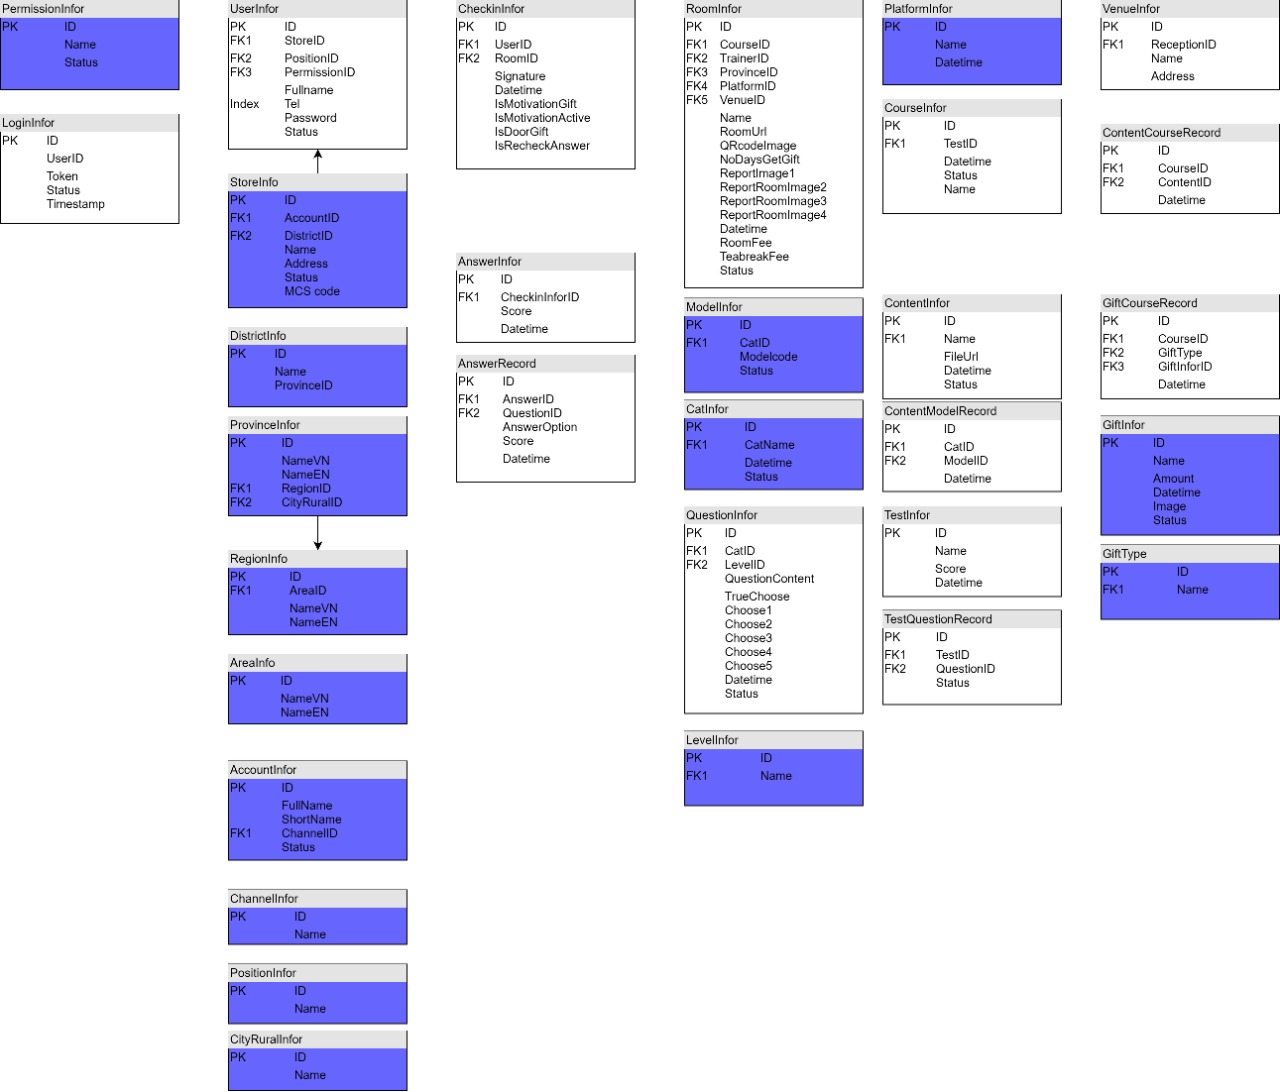 PermissionInfor
PK ID
Name
Status
LoginInfor
PK ID
UserID
Token
Status
Timestamp
UserInfor
PK ID
FK1 StoreID
FK2 PositionID
FK3 PermissionID
Fullname
Index Tel
Password
Status
StoreInfo
PK ID
FK1 AccountID
FK2 DistrictID
Name
Address
Status
MCS code
DistrictInfo
PK ID
Name
ProvinceID
ProvinceInfor
PK ID
NameVN
NameEN
FK1 RegionID
FK2 CityRuralID
RegionInfo
PK ID
FK1 AreaID
NameVN
NameEN
AreaInfo
PK ID
NameVN
NameEN
AccountInfor
PK ID
FullName
ShortName
FK1 ChannelID
Status
ChannelInfor
PK ID
Name
PositionInfor
PK ID
Name
CityRuralInfor
PK ID
Name
CheckinInfor
PK ID
FK1 UserID
FK2 RoomID
Signature
Datetime
IsMotivationGift
IsMotivationActive
IsDoorGift
IsRecheckAnswer
AnswerInfor
PK ID
FK1 CheckinInforID
Score
Datetime
AnswerRecord
PK ID
FK1 AnswerID
FK2 QuestionID
AnswerOption
Score
Datetime
RoomInfor
PK ID
FK1 CourseID
FK2 TrainerID
FK3 ProvinceID
FK4 PlatformID
FK5 VenueID
Name
RoomUrl
QRcodeImage
NoDaysGetGift
ReportImage1
ReportRoomImage2
ReportRoomImage3
ReportRoomImage4
Datetime
RoomFee
TeabreakFee
Status
ModelInfor
PK ID
FK1 CatID
Modelcode
Status
CatInfor
PK ID
FK1 CatName
Datetime
Status
QuestionInfor
PK ID
FK1 CatID
FK2 LevelID
QuestionContent
TrueChoose
Choose1
Choose2
Choose3
Choose4
Choose5
Datetime
Status
LevelInfor
PK ID
FK1 Name
PlatformInfor
PK ID
Name
Datetime
CourseInfor
PK ID
FK1 TestID
Datetime
Status
Name
ContentInfor
PK ID
FK1 Name
FileUrl
Datetime
Status
ContentModelRecord
PK ID
FK1 CatID
FK2 ModelID
Datetime
TestInfor
PK ID
Name
Score
Datetime
TestQuestionRecord
PK ID
FK1 TestID
FK2 QuestionID
Status
VenueInfor
PK ID
FK1 ReceptionID
Name
Address
ContentCourseRecord
PK ID
FK1 CourseID
FK2 ContentID
Datetime
GiftCourseRecord
PK ID
FK1 CourseID
FK2 GiftType
FK3 GiftInforID
Datetime
GiftInfor
PK ID
Name
Amount
Datetime
Image
Status
GiftType
PK ID
FK1 Name